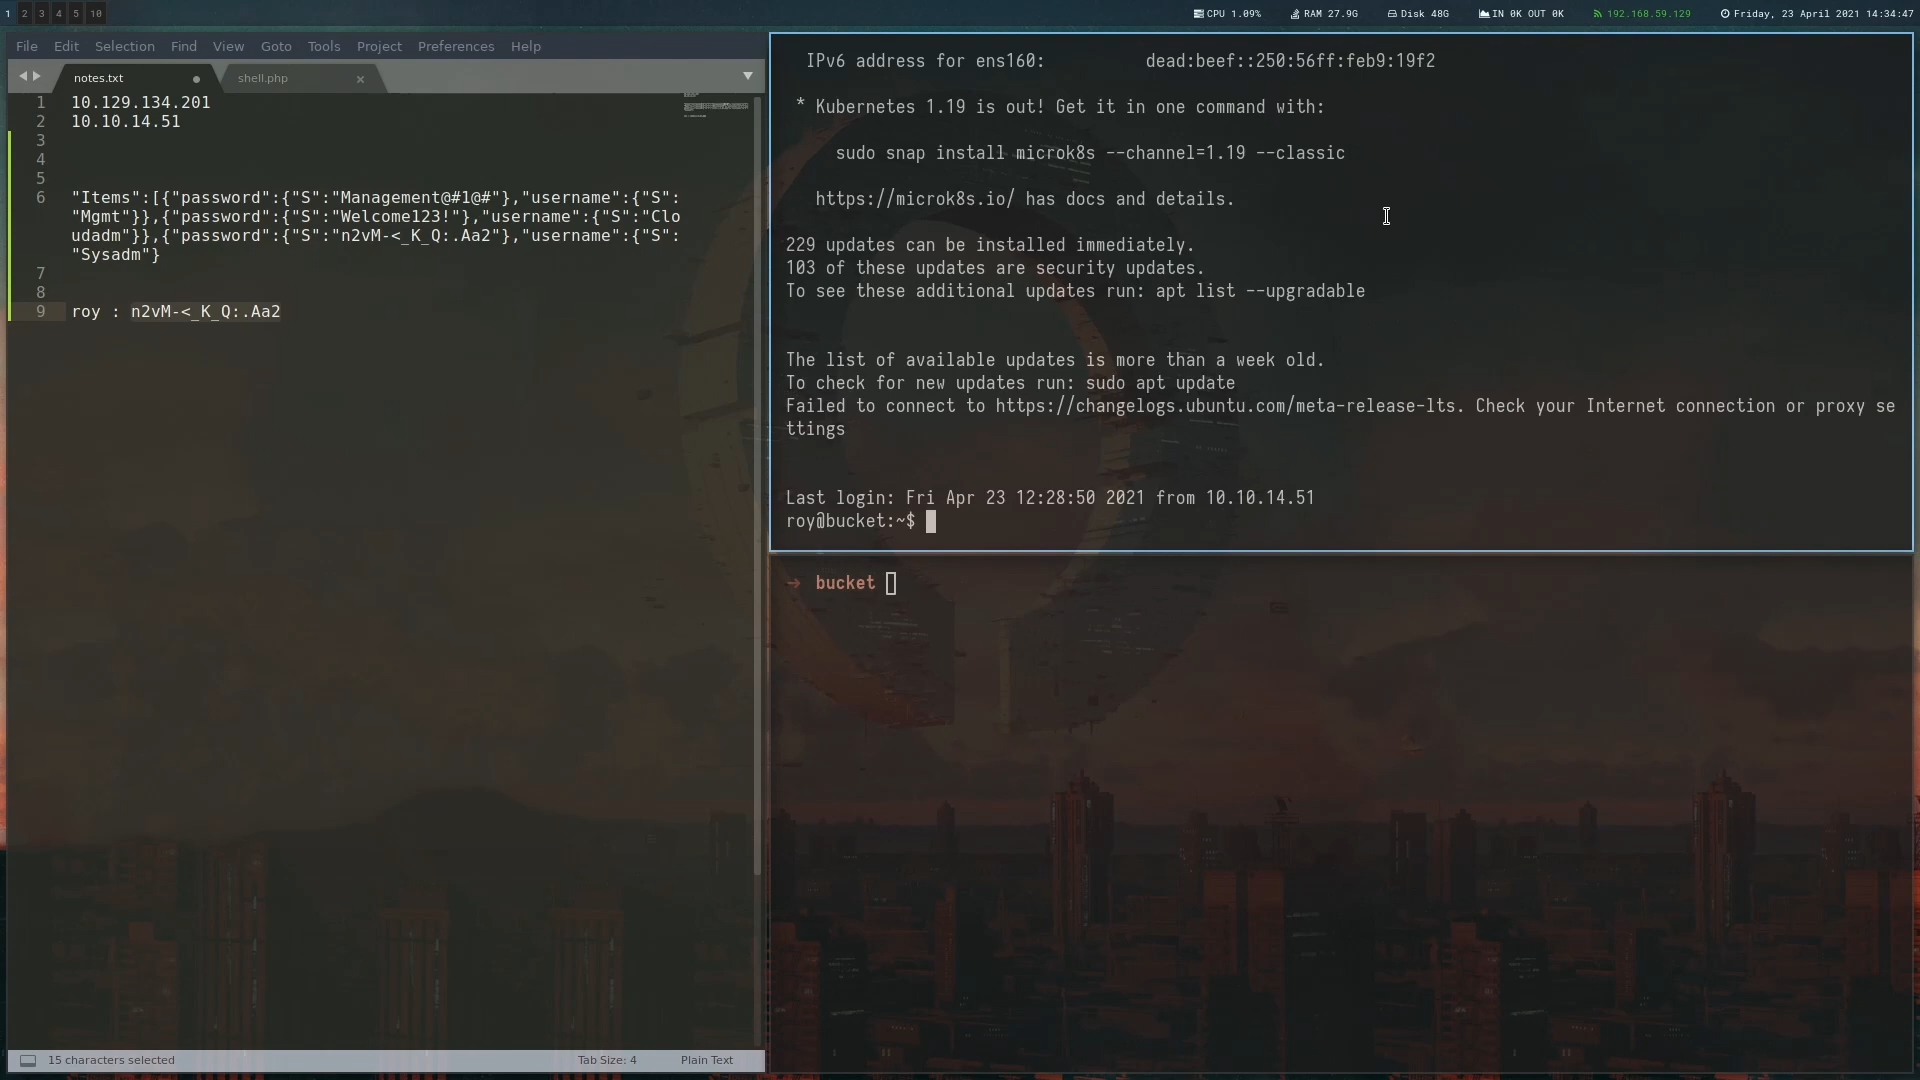 1 2 3 4 5 10 CPU 1.09% RAM 27.9G Disk 48G IN 0K OUT 0K 192.168.59.129 Friday, 23 April 2021 14:34:47
File Edit Selection Find View Goto Tools Project Preferences Help
notes.txt shell.php
1 10.129.134.201
2 10.10.14.51
3
4
5
6 "Items":[{"password":{"S":"Management@#1@#"},"username":{"S":
"Mgmt"}},{"password":{"S":"Welcome123!"},"username":{"S":"Clo
udadm"}},{"password":{"S":"n2vM-<_K_Q:.Aa2"},"username":{"S":
"Sysadm"}
7
8
9 roy : n2vM-<_K_Q:.Aa2
15 characters selected Tab Size: 4 Plain Text
IPv6 address for ens160: dead:beef::250:56ff:feb9:19f2
* Kubernetes 1.19 is out! Get it in one command with:
sudo snap install microk8s --channel=1.19 --classic
https://microk8s.io/ has docs and details.
229 updates can be installed immediately.
103 of these updates are security updates.
To see these additional updates run: apt list --upgradable
The list of available updates is more than a week old.
To check for new updates run: sudo apt update
Failed to connect to https://changelogs.ubuntu.com/meta-release-lts. Check your Internet connection or proxy se
ttings
Last login: Fri Apr 23 12:28:50 2021 from 10.10.14.51
roy@bucket:~$
→ bucket